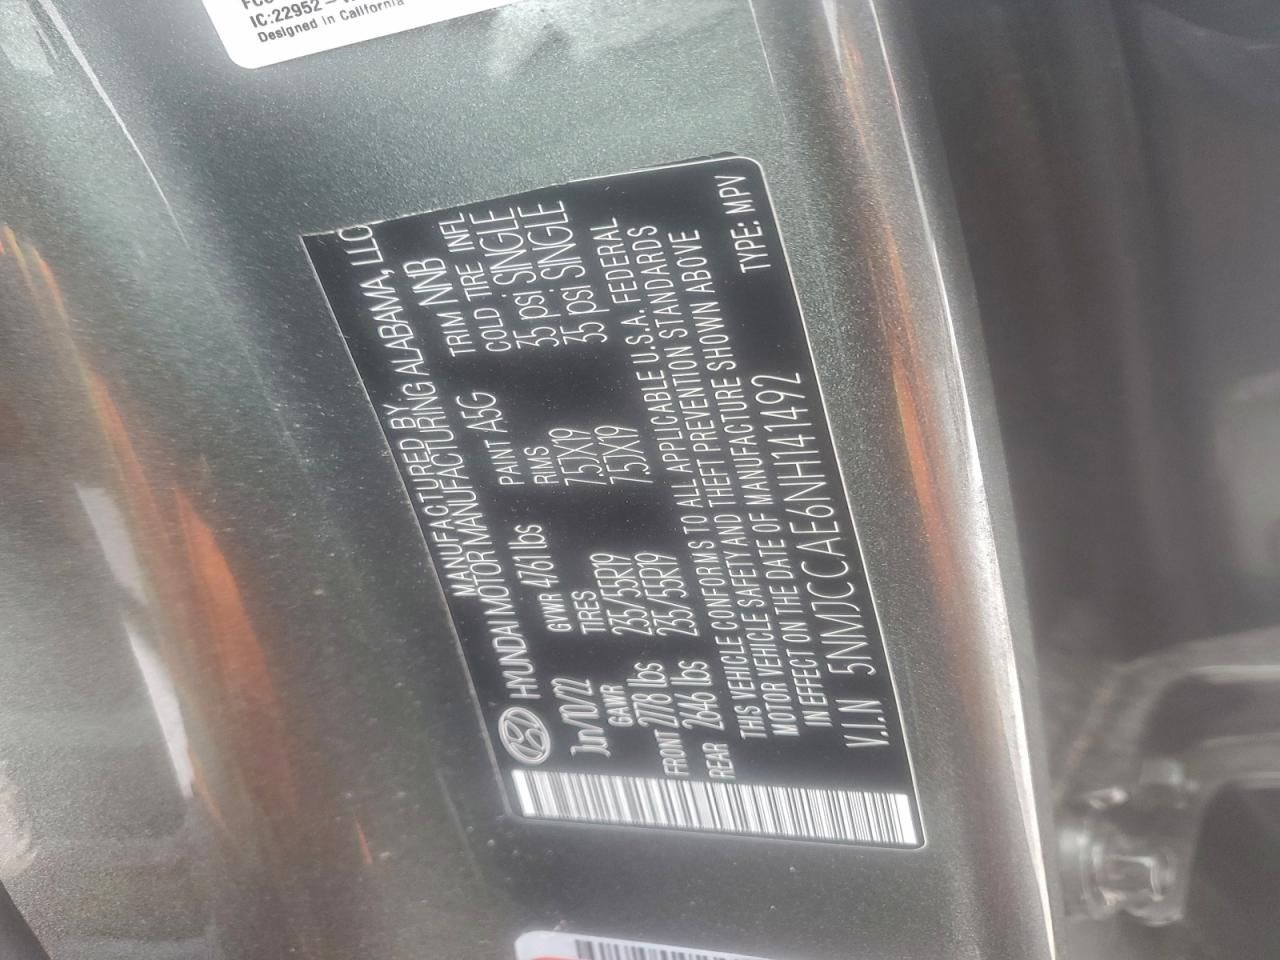 IC:22952-
Designed in California
MANUFACTURED BY
HYUNDAI MOTOR MANUFACTURING ALABAMA, LLC
Jun/10/22 GVWR 4761 lbs PAINT A5G TRIM NNB
GAWR TIRES RIMS COLD TIRE INFL
FRONT 2778 lbs 235/55R19 7.5JX19 35 psi SINGLE
REAR 2646 lbs 235/55R19 7.5JX19 35 psi SINGLE
THIS VEHICLE CONFORMS TO ALL APPLICABLE U.S.A. FEDERAL
MOTOR VEHICLE SAFETY AND THEFT PREVENTION STANDARDS
IN EFFECT ON THE DATE OF MANUFACTURE SHOWN ABOVE
V.I.N 5NMJCCAE6NH141492 TYPE: MPV